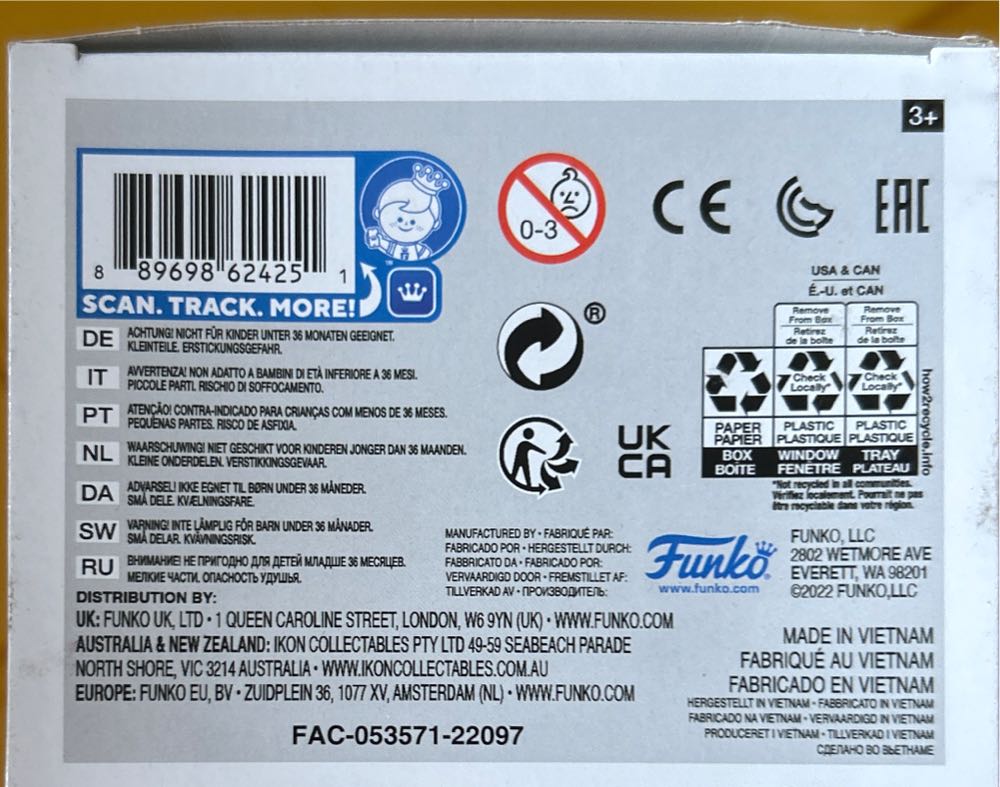 3+
8 89698 62425 1
SCAN. TRACK. MORE!
™
0-3
CE
EAC
USA & CAN
É.-U. et CAN
Remove
From Box
Retirez
de la boîte
Remove
From Box
Retirez
de la boîte
Check
Locally*
Check
Locally*
PAPER
PAPIER
PLASTIC
PLASTIQUE
PLASTIC
PLASTIQUE
BOX
BOÎTE
WINDOW
FENÊTRE
TRAY
PLATEAU
how2recycle.info
*Not recycled in all communities.
Vérifiez localement. Pourrait ne pas
être recyclable dans votre région.
®
UK
CA
DE ACHTUNG! NICHT FÜR KINDER UNTER 36 MONATEN GEEIGNET.
KLEINTEILE. ERSTICKUNGSGEFAHR.
IT AVVERTENZA! NON ADATTO A BAMBINI DI ETÀ INFERIORE A 36 MESI.
PICCOLE PARTI. RISCHIO DI SOFFOCAMENTO.
PT ATENÇÃO! CONTRA-INDICADO PARA CRIANÇAS COM MENOS DE 36 MESES.
PEQUENAS PARTES. RISCO DE ASFIXIA.
NL WAARSCHUWING! NIET GESCHIKT VOOR KINDEREN JONGER DAN 36 MAANDEN.
KLEINE ONDERDELEN. VERSTIKKINGSGEVAAR.
DA ADVARSEL! IKKE EGNET TIL BØRN UNDER 36 MÅNEDER.
SMÅ DELE. KVÆLNINGSFARE.
SW VARNING! INTE LÄMPLIG FÖR BARN UNDER 36 MÅNADER.
SMÅ DELAR. KVÄVNINGSRISK.
RU ВНИМАНИЕ! НЕ ПРИГОДНО ДЛЯ ДЕТЕЙ МЛАДШЕ 36 МЕСЯЦЕВ.
МЕЛКИЕ ЧАСТИ. ОПАСНОСТЬ УДУШЬЯ.
MANUFACTURED BY • FABRIQUÉ PAR:
FABRICADO POR • HERGESTELLT DURCH:
FABBRICATO DA • FABRICADO POR:
VERVAARDIGD DOOR • FREMSTILLET AF:
TILLVERKAD AV • ПРОИЗВОДИТЕЛЬ:
Funko®
www.funko.com
FUNKO, LLC
2802 WETMORE AVE
EVERETT, WA 98201
©2022 FUNKO,LLC
DISTRIBUTION BY:
UK: FUNKO UK, LTD • 1 QUEEN CAROLINE STREET, LONDON, W6 9YN (UK) • WWW.FUNKO.COM
AUSTRALIA & NEW ZEALAND: IKON COLLECTABLES PTY LTD 49-59 SEABEACH PARADE
NORTH SHORE, VIC 3214 AUSTRALIA • WWW.IKONCOLLECTABLES.COM.AU
EUROPE: FUNKO EU, BV • ZUIDPLEIN 36, 1077 XV, AMSTERDAM (NL) • WWW.FUNKO.COM
MADE IN VIETNAM
FABRIQUÉ AU VIETNAM
FABRICADO EN VIETNAM
HERGESTELLT IN VIETNAM • FABBRICATO IN VIETNAM
FABRICADO NA VIETNAM • VERVAARDIGD IN VIETNAM
PRODUCERET I VIETNAM • TILLVERKAD I VIETNAM
СДЕЛАНО ВО ВЬЕТНАМЕ
FAC-053571-22097